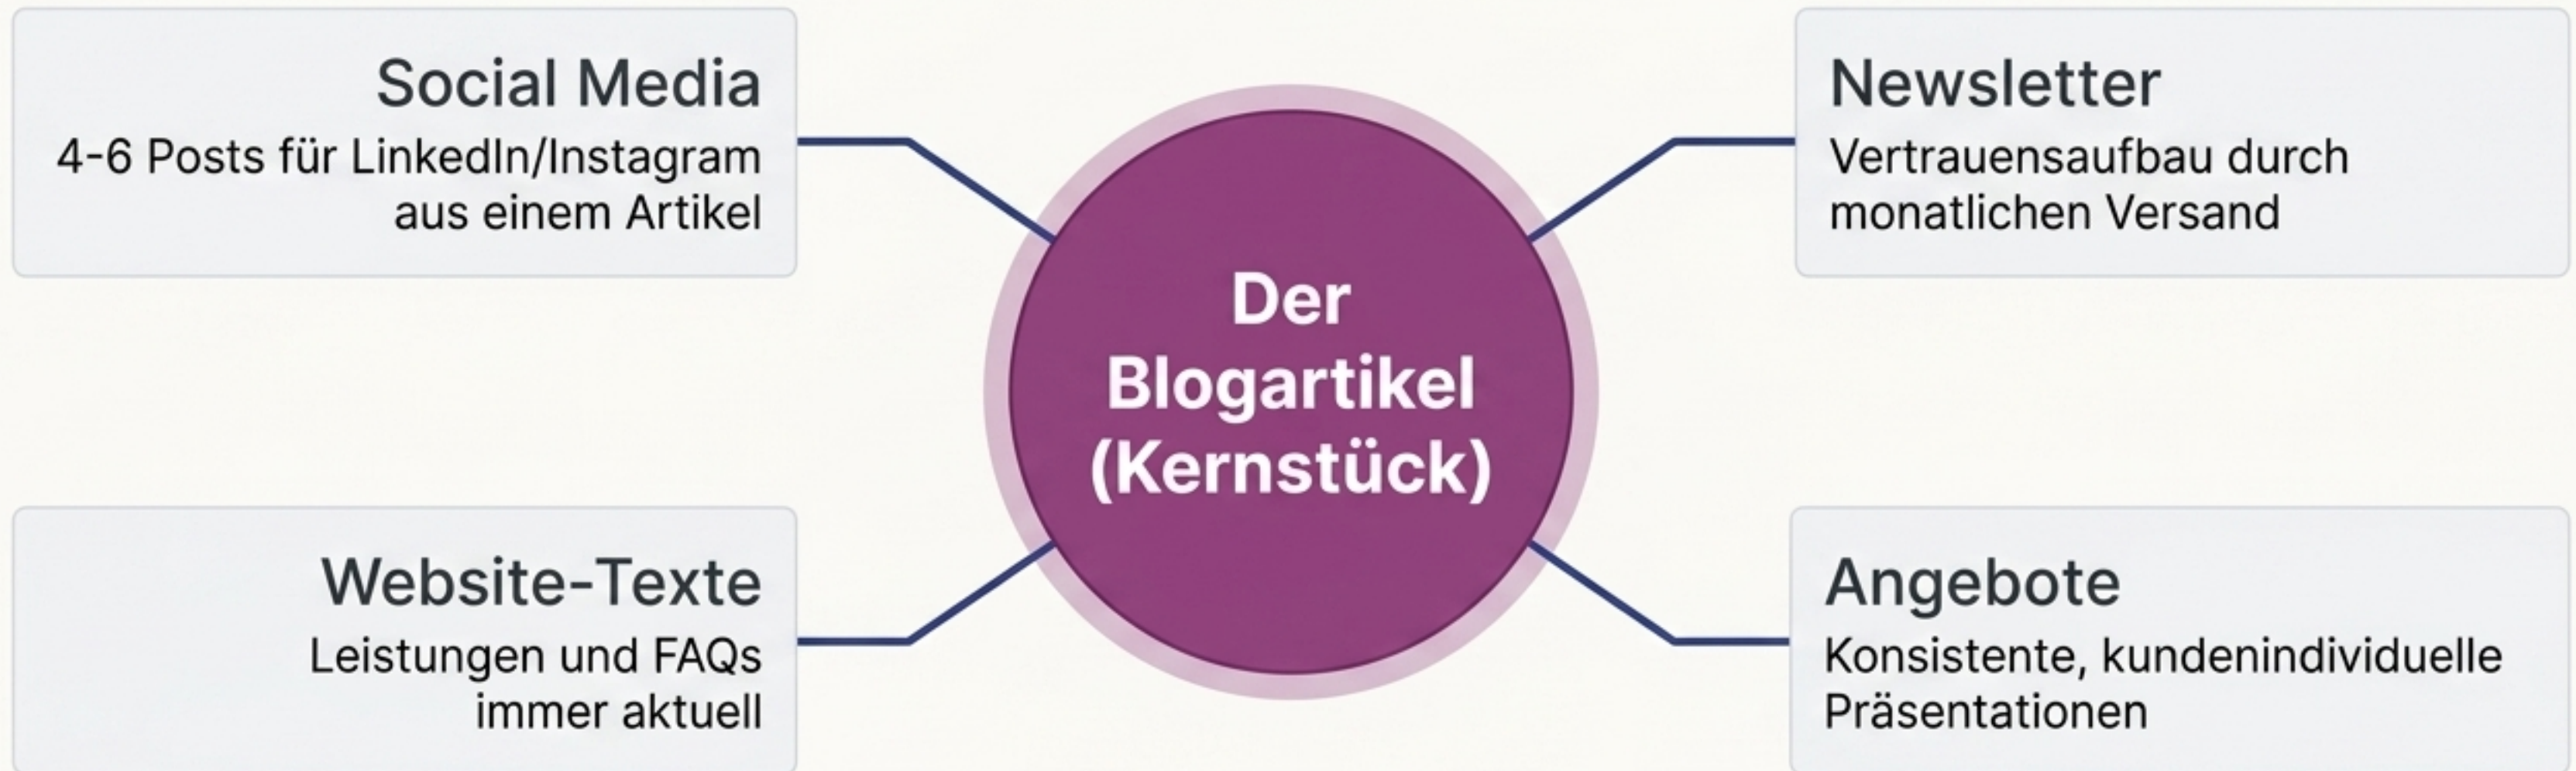 Social Media
4-6 Posts für LinkedIn/Instagram
aus einem Artikel
Newsletter
Vertrauensaufbau durch
monatlichen Versand
Der
Blogartikel
(Kernstück)
Website-Texte
Leistungen und FAQs
immer aktuell
Angebote
Konsistente, kundenindividuelle
Präsentationen